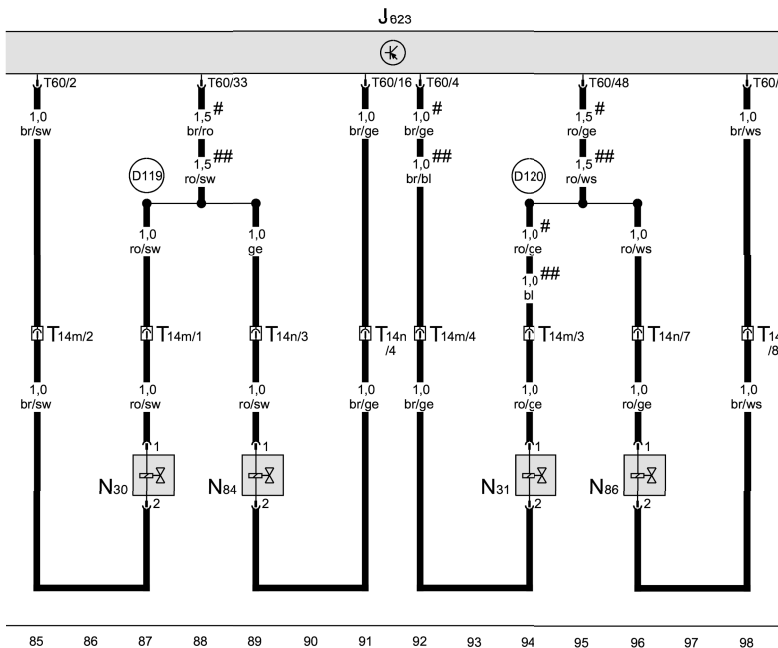 J623
T60/2
T60/33
T60/16
T60/4
T60/48
T60/
1,0
br/sw
1,5 #
br/ro
1,0
br/ge
1,0 #
br/ge
1,5 #
ro/ge
1,0
br/ws
D119
1,5 ##
ro/sw
1,0 ##
br/bl
D120
1,5 ##
ro/ws
1,0
ro/sw
1,0
ge
1,0 #
ro/ge
1,0
ro/ws
1,0 ##
bl
T14m/2
T14m/1
T14n/3
T14n
/4
T14m/4
T14m/3
T14n/7
T14
/8
1,0
br/sw
1,0
ro/sw
1,0
ro/sw
1,0
br/ge
1,0
br/ge
1,0
ro/ge
1,0
ro/ge
1,0
br/ws
1
1
1
1
N30
N84
N31
N86
2
2
2
2
85 86 87 88 89 90 91 92 93 94 95 96 97 98